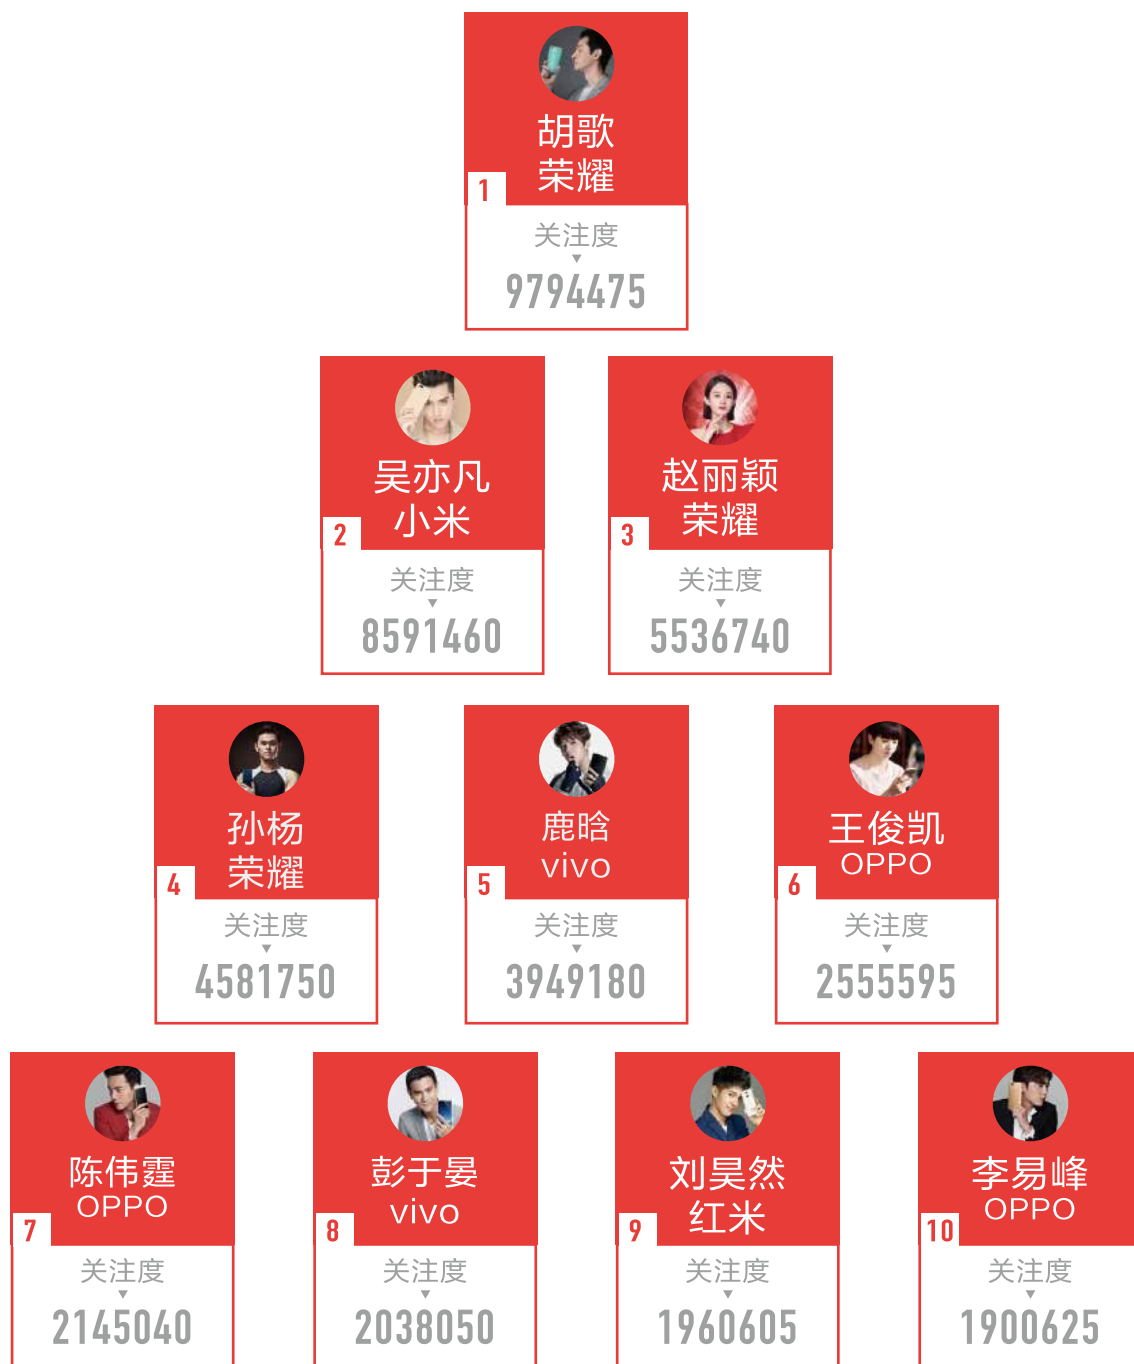 胡歌
荣耀
1
关注度
9794475
吴亦凡
小米
2
关注度
8591460
赵丽颖
荣耀
3
关注度
5536740
孙杨
荣耀
4
关注度
4581750
鹿晗
vivo
5
关注度
3949180
王俊凯
OPPO
6
关注度
2555595
陈伟霆
OPPO
7
关注度
2145040
彭于晏
vivo
8
关注度
2038050
刘昊然
红米
9
关注度
1960605
李易峰
OPPO
10
关注度
1900625